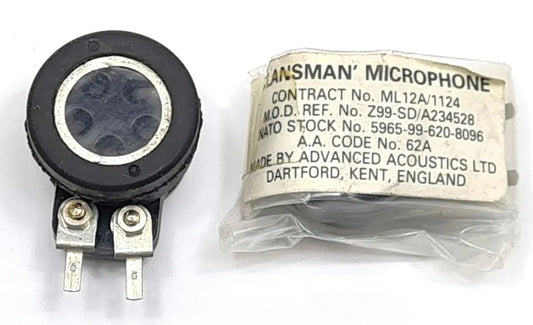 LANSMAN' MICROPHONE
CONTRACT No. ML12A/1124
M.O.D. REF. No. Z99-SD/A234528
NATO STOCK No. 5965-99-620-8096
A.A. CODE No. 62A
MADE BY ADVANCED ACOUSTICS LTD
DARTFORD, KENT, ENGLAND